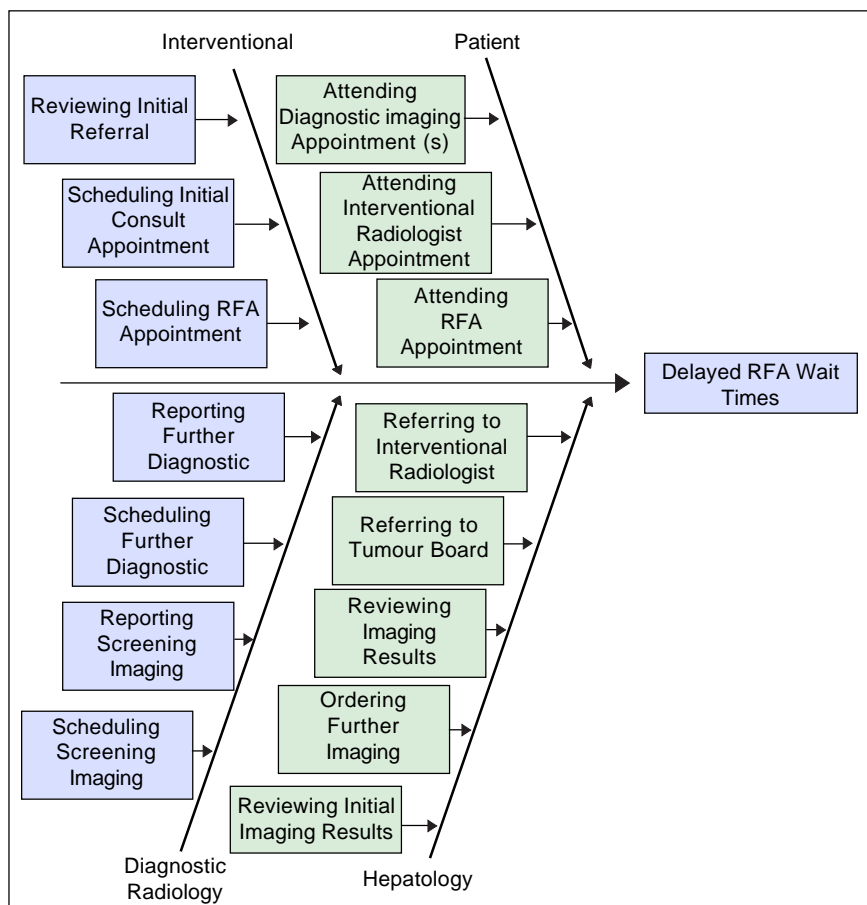 Interventional
Patient
Reviewing Initial
Referral
Attending
Diagnostic imaging
Appointment (s)
Scheduling Initial
Consult
Appointment
Attending
Interventional
Radiologist
Appointment
Scheduling RFA
Appointment
Attending
RFA
Appointment
Delayed RFA Wait
Times
Reporting
Further
Diagnostic
Referring to
Interventional
Radiologist
Scheduling
Further
Diagnostic
Referring to
Tumour Board
Reporting
Screening
Imaging
Reviewing
Imaging
Results
Scheduling
Screening
Imaging
Ordering
Further
Imaging
Reviewing Initial
Imaging Results
Diagnostic
Radiology
Hepatology